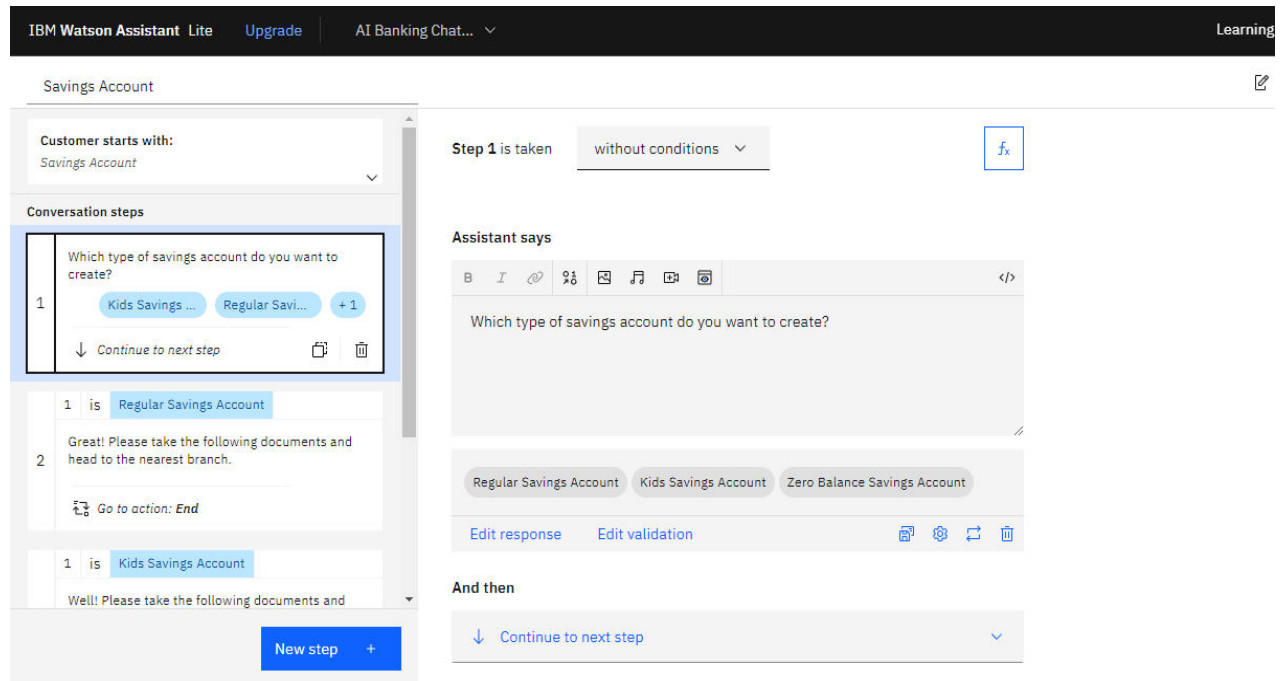 IBM Watson Assistant Lite Upgrade AI Banking Chat... Learning
Savings Account
Customer starts with:
Savings Account
Conversation steps
1
Which type of savings account do you want to
create?
Kids Savings ... Regular Savi... + 1
Continue to next step
2
1 is Regular Savings Account
Great! Please take the following documents and
head to the nearest branch.
Go to action: End
1 is Kids Savings Account
Well! Please take the following documents and
New step +
Step 1 is taken without conditions
fx
Assistant says
B I </>
Which type of savings account do you want to create?
Regular Savings Account Kids Savings Account Zero Balance Savings Account
Edit response Edit validation
And then
Continue to next step